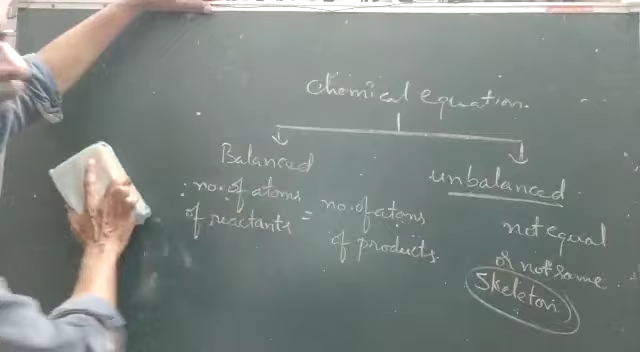 Chemical equation.
Balanced
no. of atoms
of reactants = no. of atoms
of products.
unbalanced
not equal
or not same
Skeleton